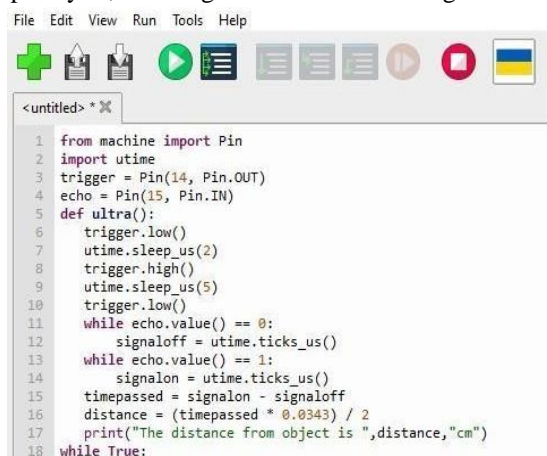 File Edit View Run Tools Help
<untitled> *
1 from machine import Pin
2 import utime
3 trigger = Pin(14, Pin.OUT)
4 echo = Pin(15, Pin.IN)
5 def ultra():
6 trigger.low()
7 utime.sleep_us(2)
8 trigger.high()
9 utime.sleep_us(5)
10 trigger.low()
11 while echo.value() == 0:
12 signaloff = utime.ticks_us()
13 while echo.value() == 1:
14 signalon = utime.ticks_us()
15 timepassed = signalon - signaloff
16 distance = (timepassed * 0.0343) / 2
17 print("The distance from object is ",distance,"cm")
18 while True: